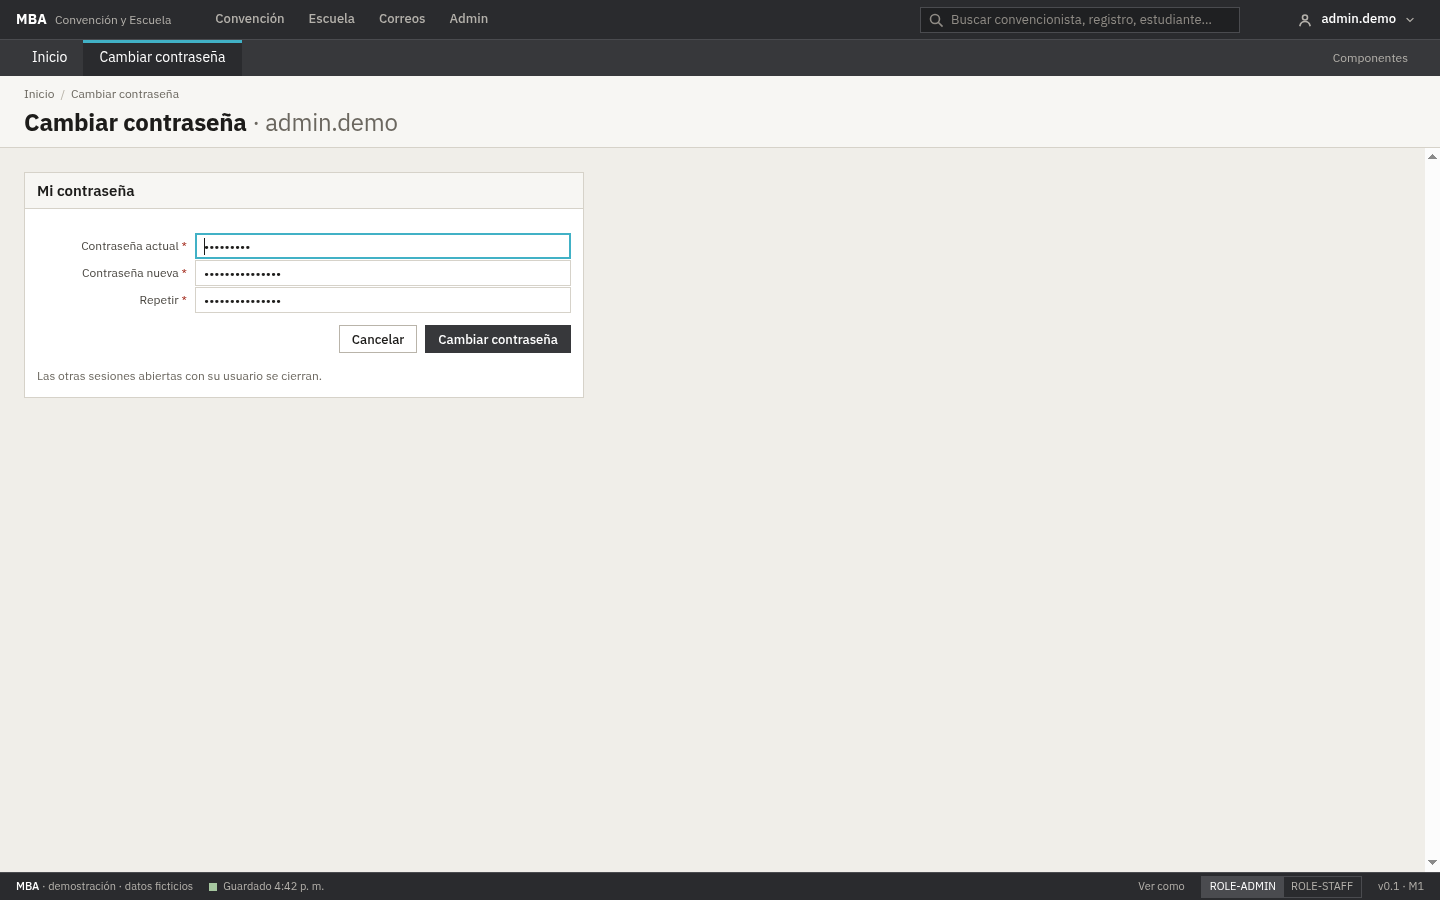 MBA Convención y Escuela Convención Escuela Correos Admin Buscar convencionista, registro, estudiante... admin.demo
Inicio Cambiar contraseña Componentes
Inicio / Cambiar contraseña
Cambiar contraseña · admin.demo
Mi contraseña
Contraseña actual * •••••••••
Contraseña nueva * •••••••••••••••
Repetir * •••••••••••••••
Cancelar Cambiar contraseña
Las otras sesiones abiertas con su usuario se cierran.
MBA · demostración · datos ficticios Guardado 4:42 p. m. Ver como ROLE-ADMIN ROLE-STAFF v0.1 · M1